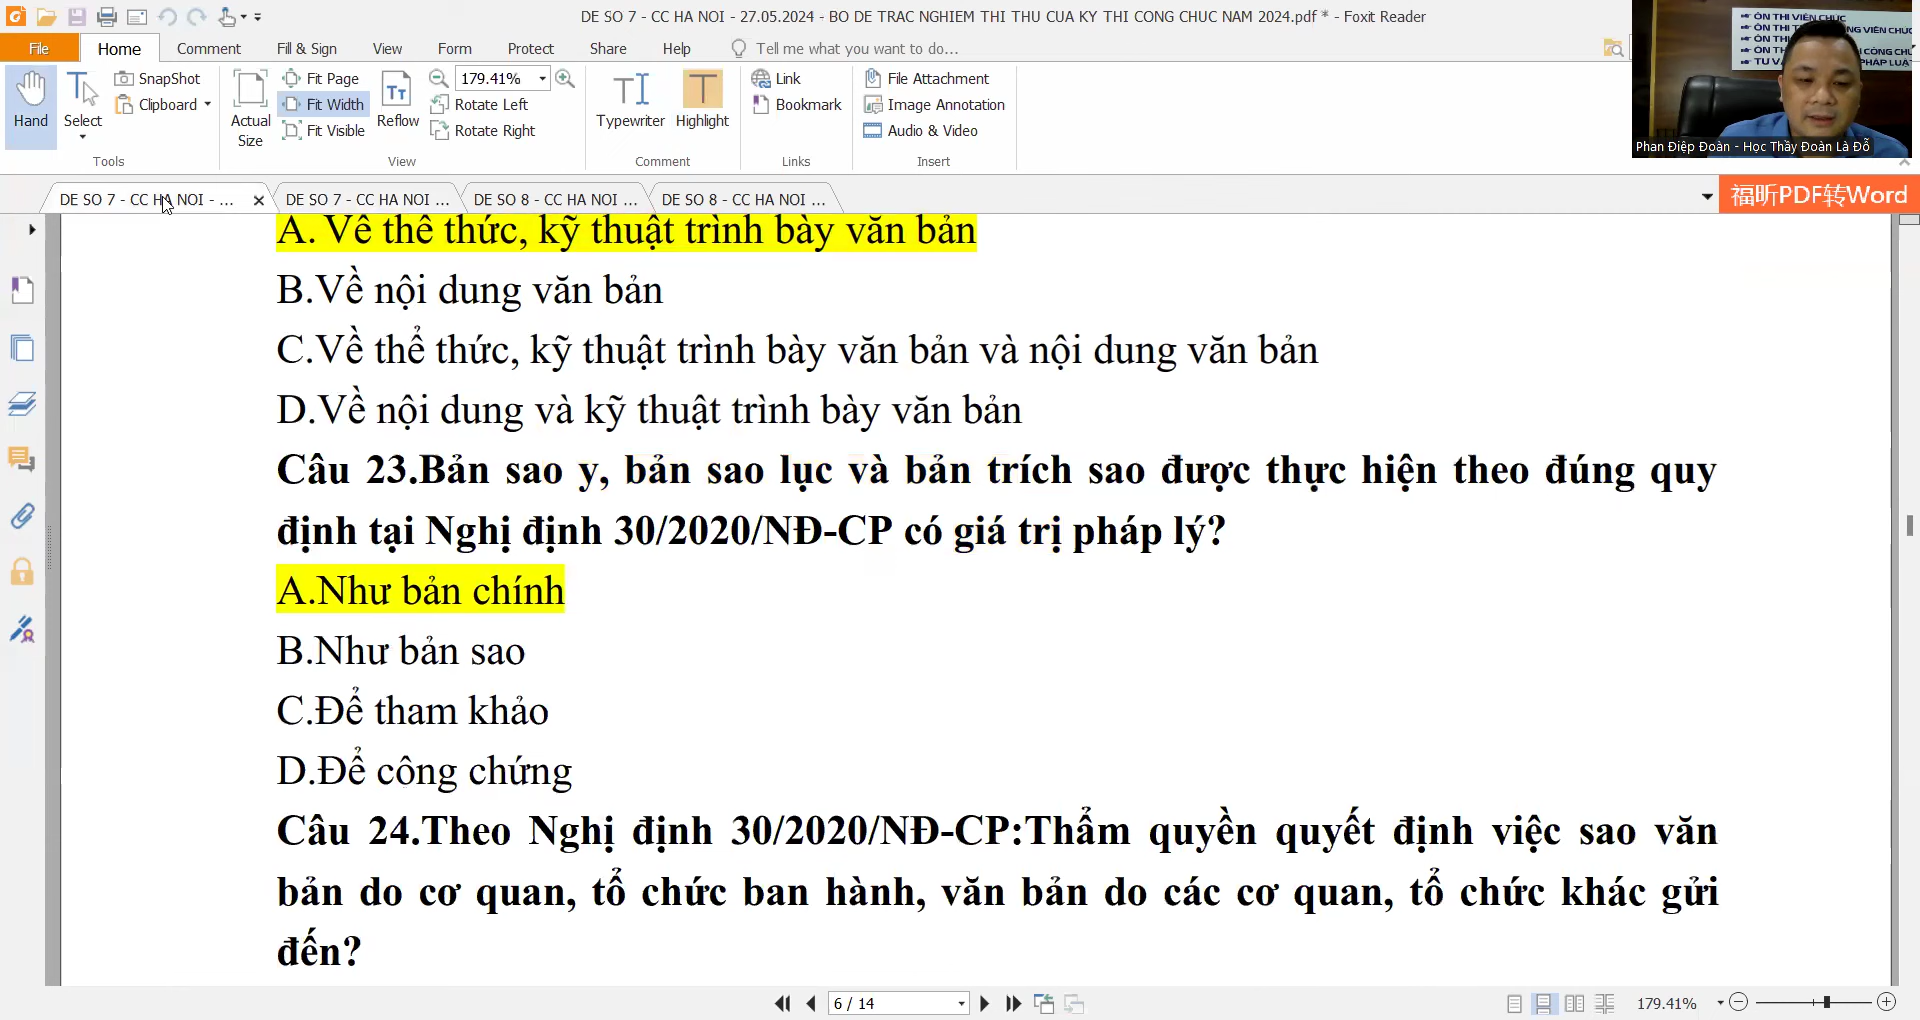 DE SO 7 - CC HA NOI - 27.05.2024 - BO DE TRAC NGHIEM THI THU CUA KY THI CONG CHUC NAM 2024.pdf * - Foxit Reader
File Home Comment Fill & Sign View Form Protect Share Help Tell me what you want to do...
Hand
Select
SnapShot
Clipboard
Tools
Actual Size
Fit Page
Fit Width
Fit Visible
Reflow
179.41%
Rotate Left
Rotate Right
View
Typewriter
Highlight
Comment
Link
Bookmark
Links
File Attachment
Image Annotation
Audio & Video
Insert
ÔN THI VIÊN CHỨC
ÔN THI
ÔN THI
ÔN
Phan Điệp Đoàn - Học Thầy Đoàn Là Đỗ
DE SO 7 - CC HA NOI - ...
DE SO 7 - CC HA NOI ...
DE SO 8 - CC HA NOI ...
DE SO 8 - CC HA NOI ...
福昕PDF转Word
A. Về thể thức, kỹ thuật trình bày văn bản
B.Về nội dung văn bản
C.Về thể thức, kỹ thuật trình bày văn bản và nội dung văn bản
D.Về nội dung và kỹ thuật trình bày văn bản
Câu 23.Bản sao y, bản sao lục và bản trích sao được thực hiện theo đúng quy
định tại Nghị định 30/2020/NĐ-CP có giá trị pháp lý?
A.Như bản chính
B.Như bản sao
C.Để tham khảo
D.Để công chứng
Câu 24.Theo Nghị định 30/2020/NĐ-CP:Thẩm quyền quyết định việc sao văn
bản do cơ quan, tổ chức ban hành, văn bản do các cơ quan, tổ chức khác gửi
đến?
6 / 14
179.41%